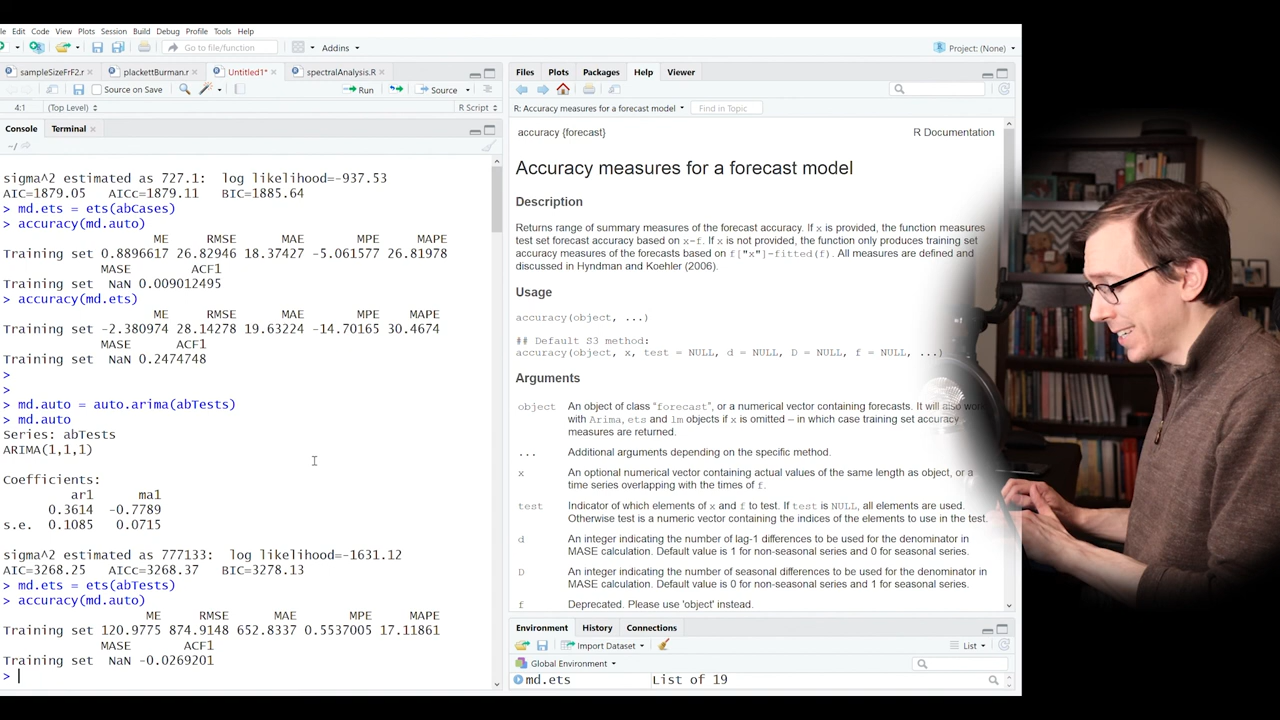 le Edit Code View Plots Session Build Debug Profile Tools Help
Go to file/function Addins Project: (None)
sampleSizeFrF2.r plackettBurman.r Untitled1* spectralAnalysis.R
Source on Save Run Source
4:1 (Top Level) R Script
Console Terminal
~/
sigma^2 estimated as 727.1:  log likelihood=-937.53
AIC=1879.05   AICc=1879.11   BIC=1885.64
> md.ets = ets(abCases)
> accuracy(md.auto)
ME RMSE MAE MPE MAPE
Training set 0.8896617 26.82946 18.37427 -5.061577 26.81978
MASE ACF1
Training set NaN 0.009012495
> accuracy(md.ets)
ME RMSE MAE MPE MAPE
Training set -2.380974 28.14278 19.63224 -14.70165 30.4674
MASE ACF1
Training set NaN 0.2474748
>
>
> md.auto = auto.arima(abTests)
> md.auto
Series: abTests
ARIMA(1,1,1)
Coefficients:
ar1 ma1
0.3614 -0.7789
s.e. 0.1085 0.0715
sigma^2 estimated as 777133:  log likelihood=-1631.12
AIC=3268.25   AICc=3268.37   BIC=3278.13
> md.ets = ets(abTests)
> accuracy(md.auto)
ME RMSE MAE MPE MAPE
Training set 120.9775 874.9148 652.8337 0.5537005 17.11861
MASE ACF1
Training set NaN -0.0269201
>
Files Plots Packages Help Viewer
R: Accuracy measures for a forecast model Find in Topic
accuracy {forecast} R Documentation
Accuracy measures for a forecast model
Description
Returns range of summary measures of the forecast accuracy. If x is provided, the function measures
test set forecast accuracy based on x-f. If x is not provided, the function only produces training set
accuracy measures of the forecasts based on f["x"]-fitted(f). All measures are defined and
discussed in Hyndman and Koehler (2006).
Usage
accuracy(object, ...)
## Default S3 method:
accuracy(object, x, test = NULL, d = NULL, D = NULL, f = NULL, ...)
Arguments
object An object of class “forecast”, or a numerical vector containing forecasts. It will also work
with Arima, ets and lm objects if x is omitted – in which case training set accuracy
measures are returned.
... Additional arguments depending on the specific method.
x An optional numerical vector containing actual values of the same length as object, or a
time series overlapping with the times of f.
test Indicator of which elements of x and f to test. If test is NULL, all elements are used.
Otherwise test is a numeric vector containing the indices of the elements to use in the test.
d An integer indicating the number of lag-1 differences to be used for the denominator in
MASE calculation. Default value is 1 for non-seasonal series and 0 for seasonal series.
D An integer indicating the number of seasonal differences to be used for the denominator in
MASE calculation. Default value is 0 for non-seasonal series and 1 for seasonal series.
f Deprecated. Please use 'object' instead.
Environment History Connections
Import Dataset List
Global Environment
md.ets List of 19